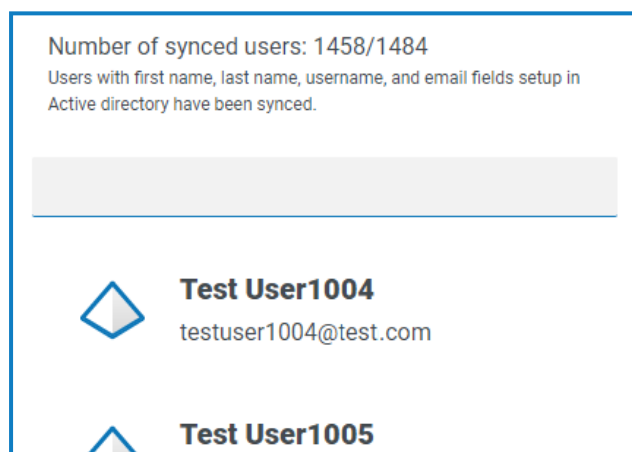 Number of synced users: 1458/1484
Users with first name, last name, username, and email fields setup in
Active directory have been synced.
Test User1004
testuser1004@test.com
Test User1005